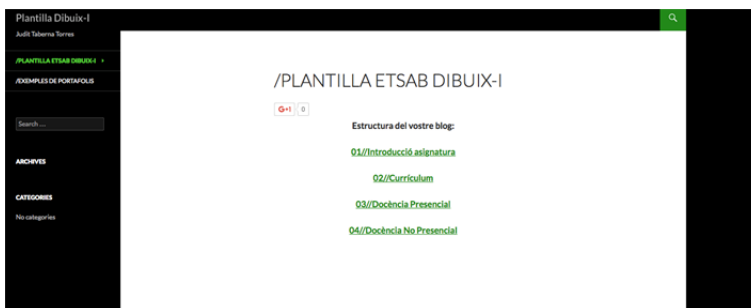 Plantilla Dibuix-I
Judit Taberna Torres
/PLANTILLA ETSAB DIBUIX-I
/EXEMPLES DE PORTAFOLIS
Search ...
ARCHIVES
CATEGORIES
No categories
/PLANTILLA ETSAB DIBUIX-I
G+1 0
Estructura del vostre blog:
01//Introducció asignatura
02//Curriculum
03//Docència Presencial
04//Docència No Presencial